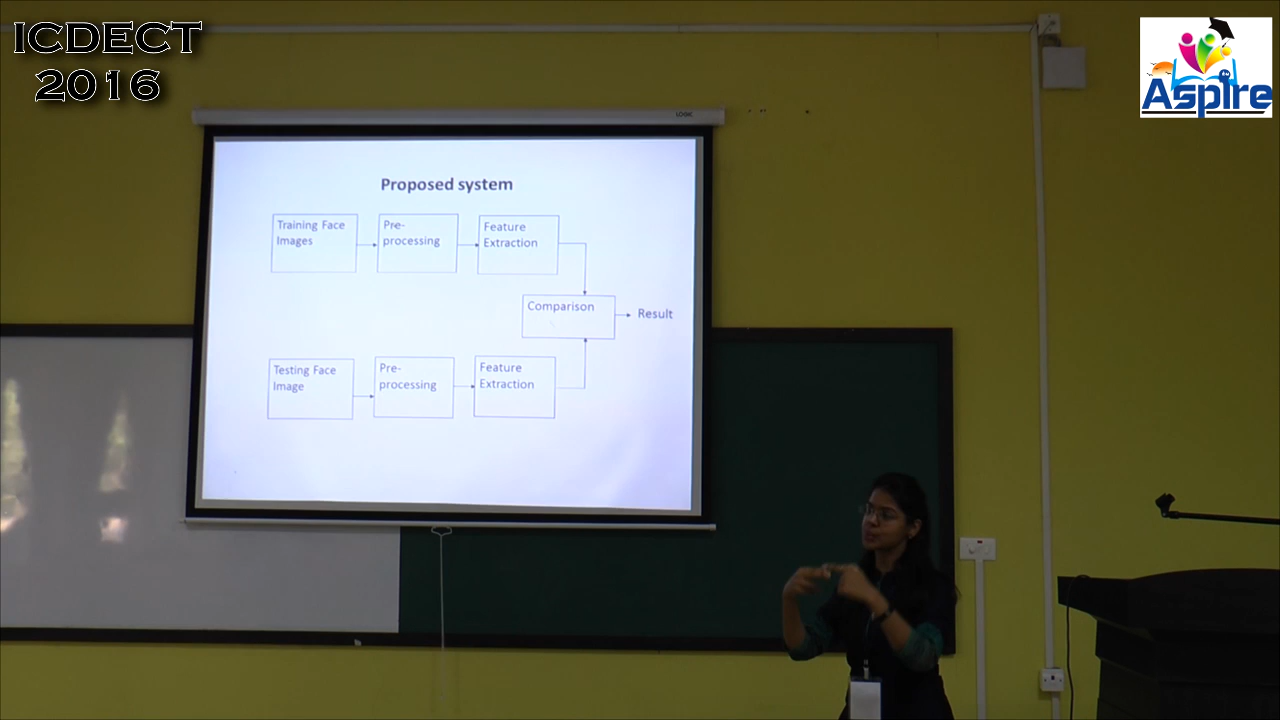 ICDECT
2016
Aspire
LOGIC
Proposed system
Training Face
Images
Pre-
processing
Feature
Extraction
Comparison
Result
Testing Face
Image
Pre-
processing
Feature
Extraction